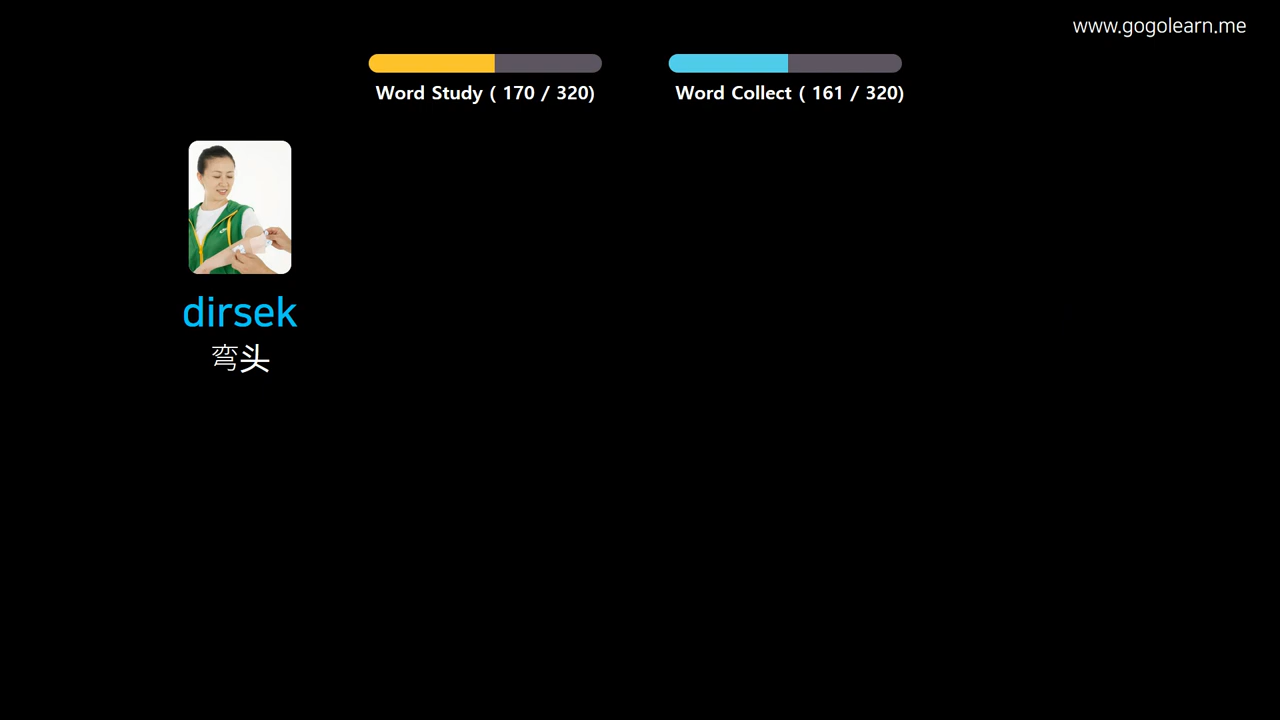 www.gogolearn.me
Word Study ( 170 / 320)
Word Collect ( 161 / 320)
dirsek
弯头